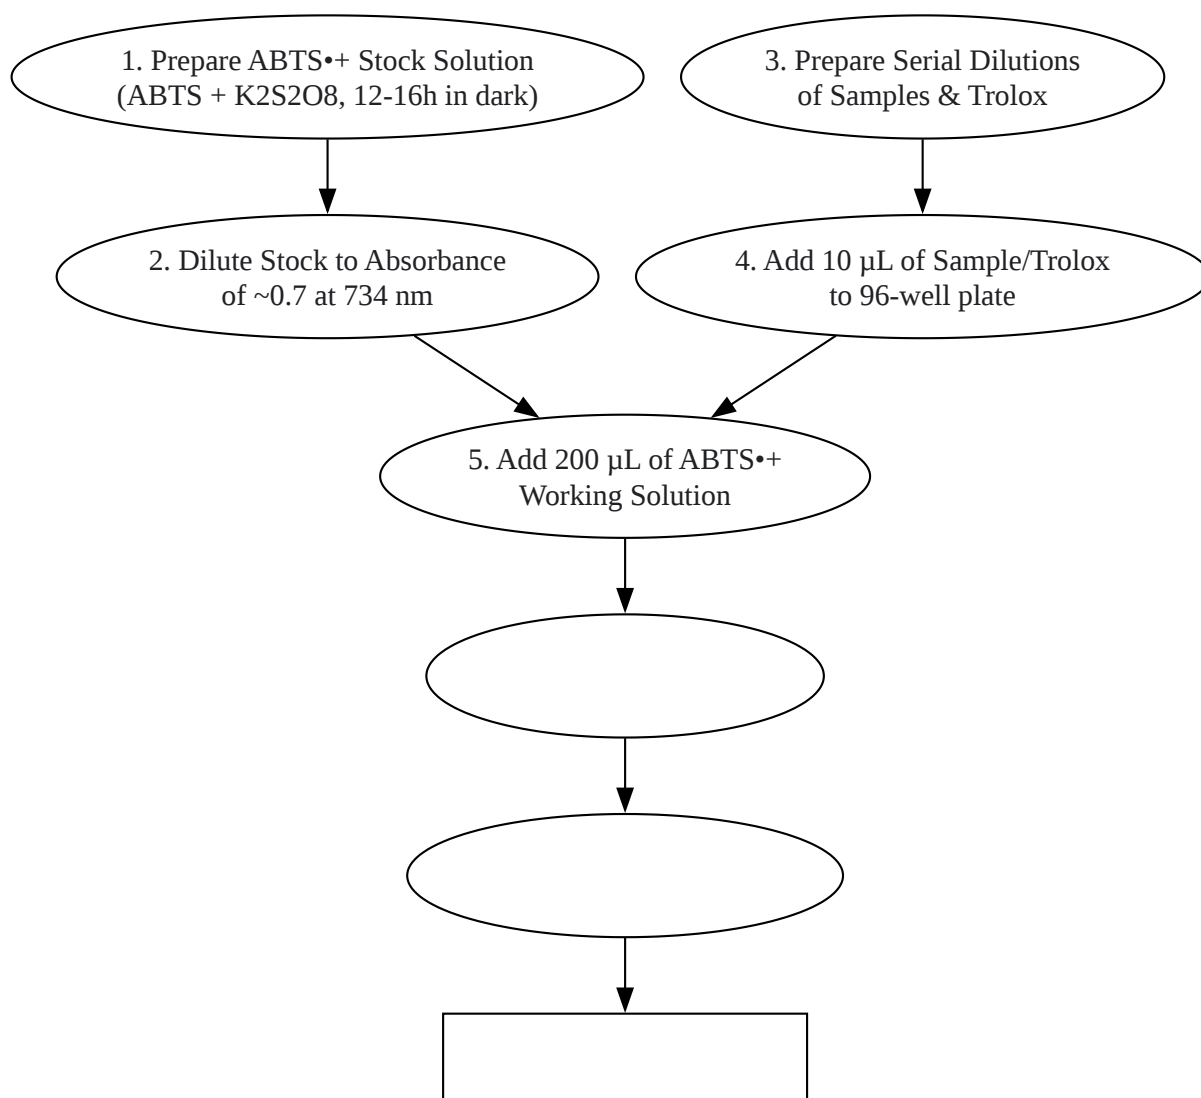 1. Prepare ABTS•+ Stock Solution
(ABTS + K2S2O8, 12-16h in dark)
3. Prepare Serial Dilutions
of Samples & Trolox
2. Dilute Stock to Absorbance
of ~0.7 at 734 nm
4. Add 10 µL of Sample/Trolox
to 96-well plate
5. Add 200 µL of ABTS•+
Working Solution